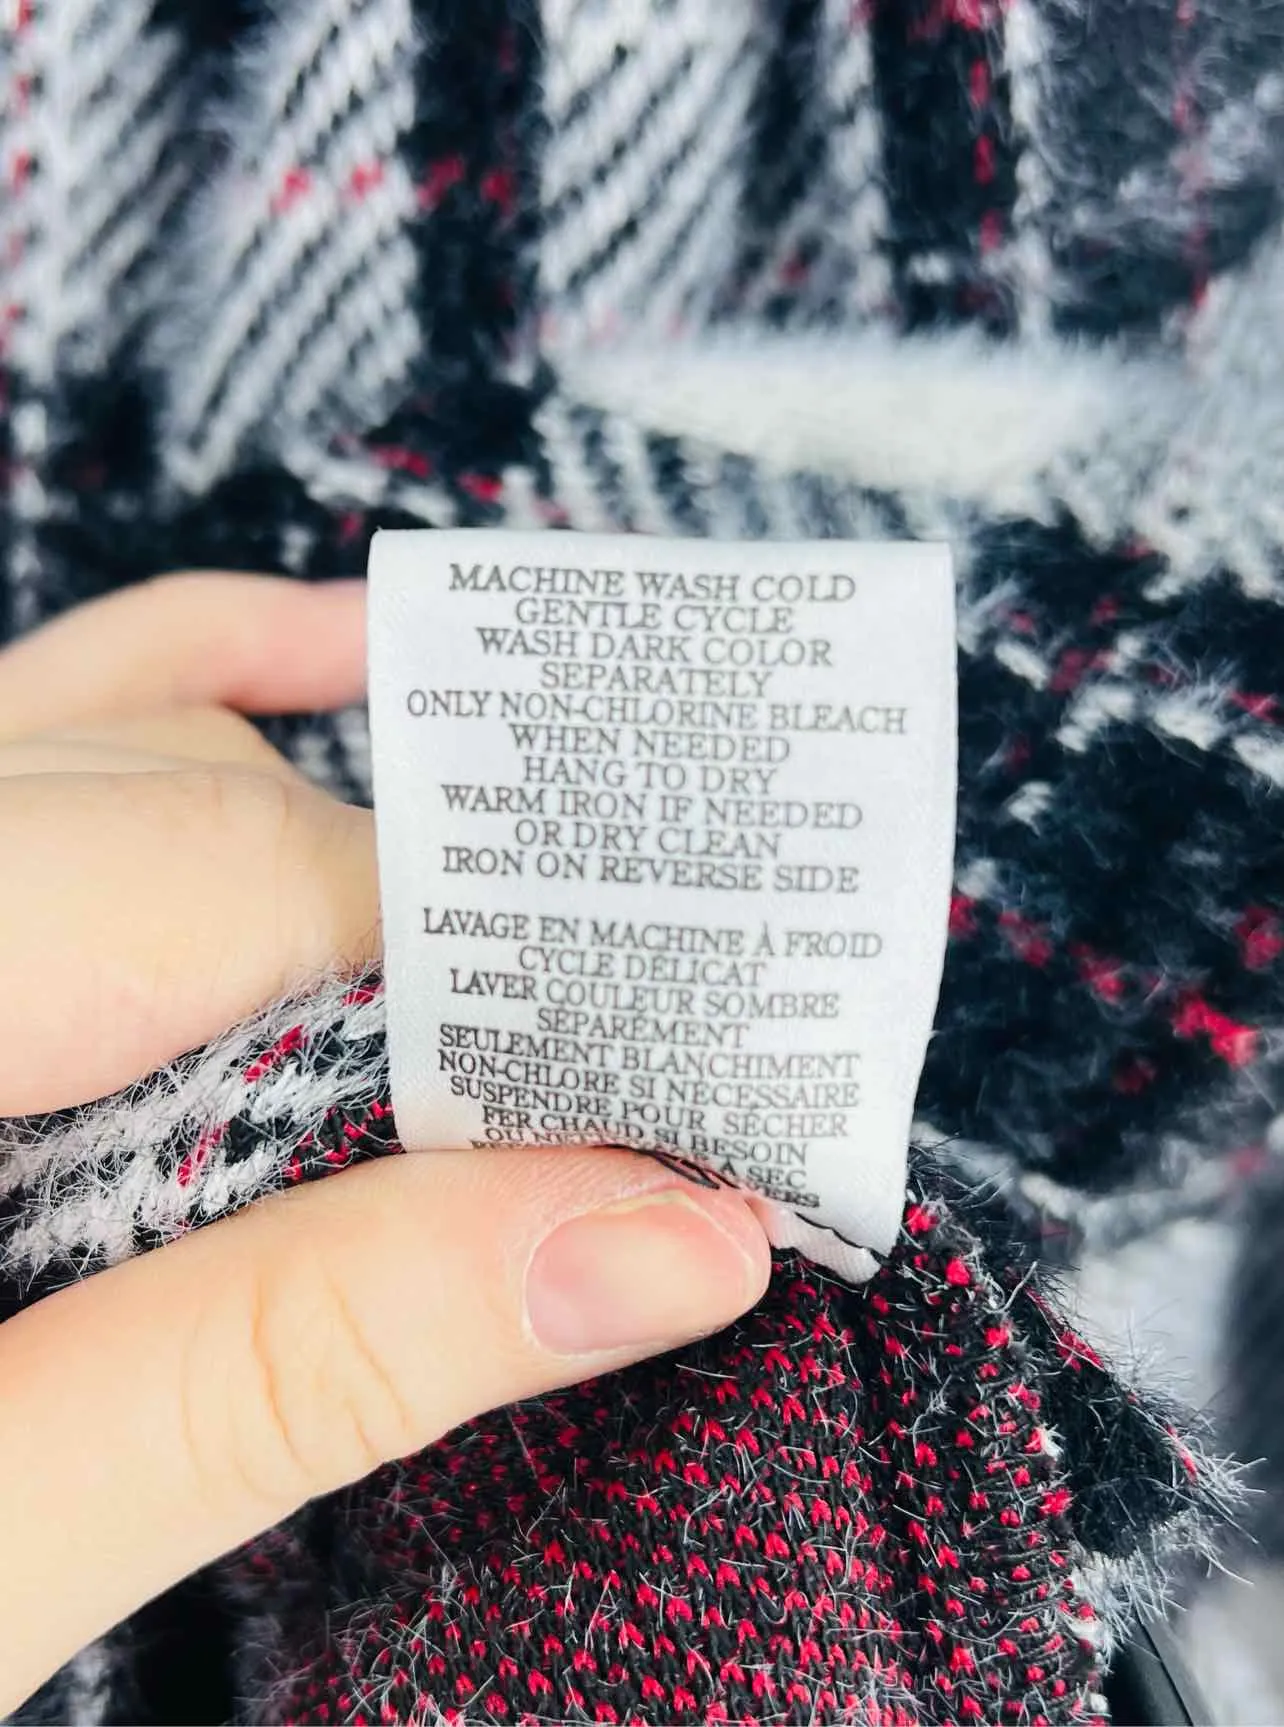 MACHINE WASH COLD
GENTLE CYCLE
WASH DARK COLOR
SEPARATELY
ONLY NON-CHLORINE BLEACH
WHEN NEEDED
HANG TO DRY
WARM IRON IF NEEDED
OR DRY CLEAN
IRON ON REVERSE SIDE
LAVAGE EN MACHINE À FROID
CYCLE DÉLICAT
LAVER COULEUR SOMBRE
SÉPARÉMENT
SEULEMENT BLANCHIMENT
NON-CHLORE SI NÉCESSAIRE
SUSPENDRE POUR SÉCHER
FER CHAUD SI BESOIN
OU À SEC